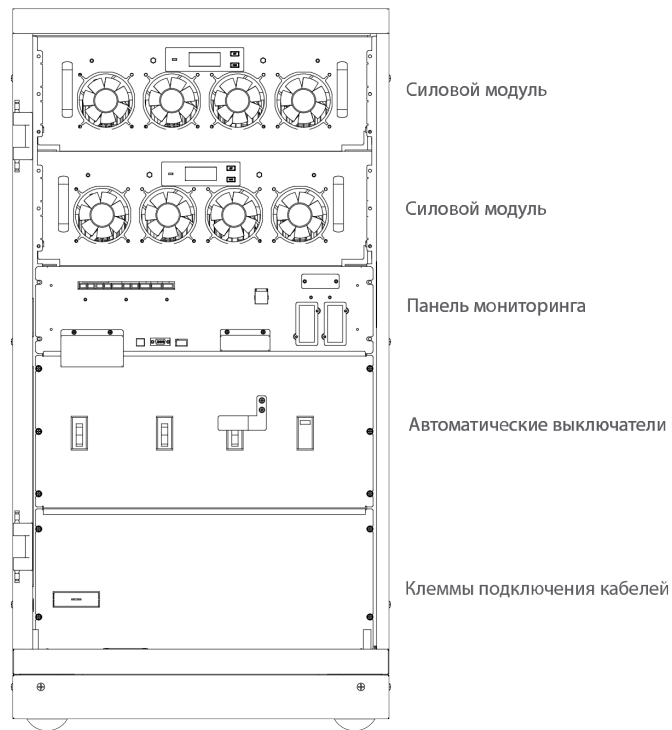 Силовой модуль
Силовой модуль
Панель мониторинга
Автоматические выключатели
Клеммы подключения кабелей